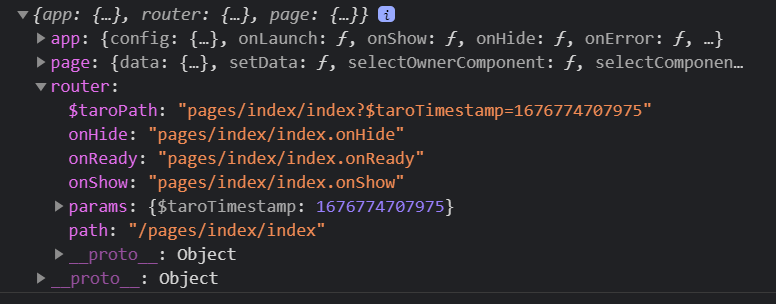 ▼{app: {…}, router: {…}, page: {…}} i
▶app: {config: {…}, onLaunch: ƒ, onShow: ƒ, onHide: ƒ, onError: ƒ, …}
▶page: {data: {…}, setData: ƒ, selectOwnerComponent: ƒ, selectComponen…
▼router:
$taroPath: "pages/index/index?$taroTimestamp=1676774707975"
onHide: "pages/index/index.onHide"
onReady: "pages/index/index.onReady"
onShow: "pages/index/index.onShow"
▶params: {$taroTimestamp: 1676774707975}
path: "/pages/index/index"
▶__proto__: Object
▶__proto__: Object